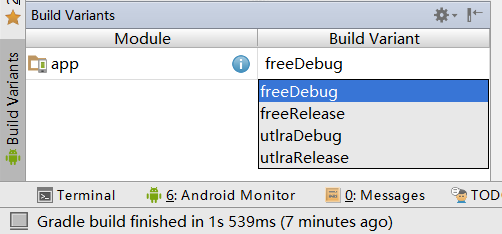 Build Variants
Module
Build Variant
app
freeDebug
freeDebug
freeRelease
utlraDebug
utlraRelease
2:
Build Variants
Terminal
6: Android Monitor
0: Messages
TOD
Gradle build finished in 1s 539ms (7 minutes ago)